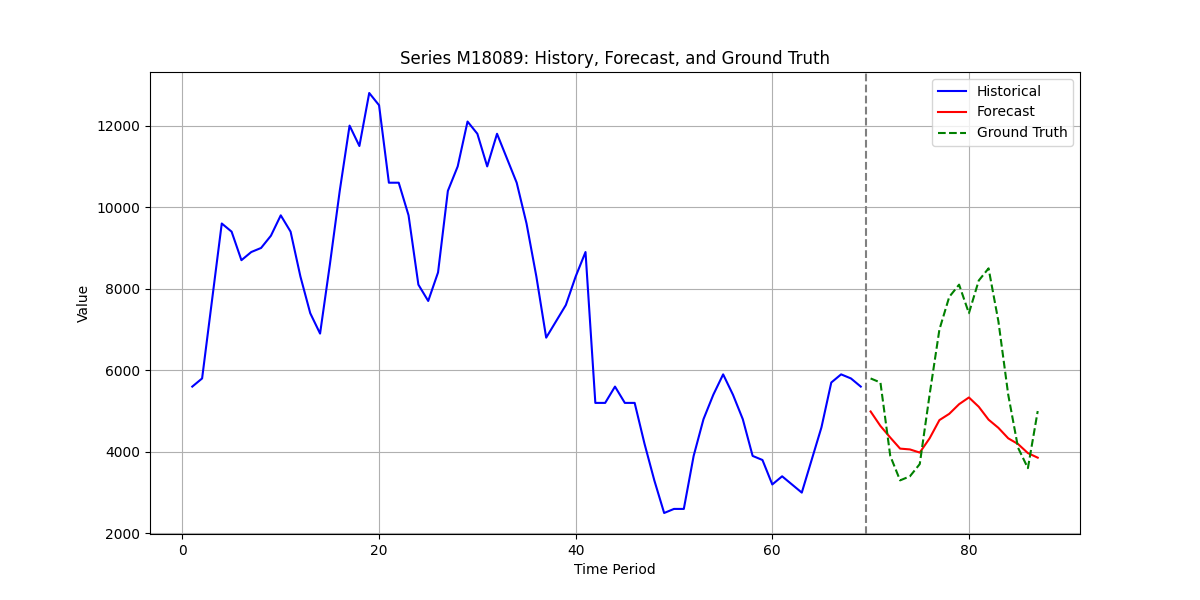 Series M18089: History, Forecast, and Ground Truth
Historical
Forecast
Ground Truth
12000
10000
8000
6000
4000
2000
Value
0
20
40
60
80
Time Period